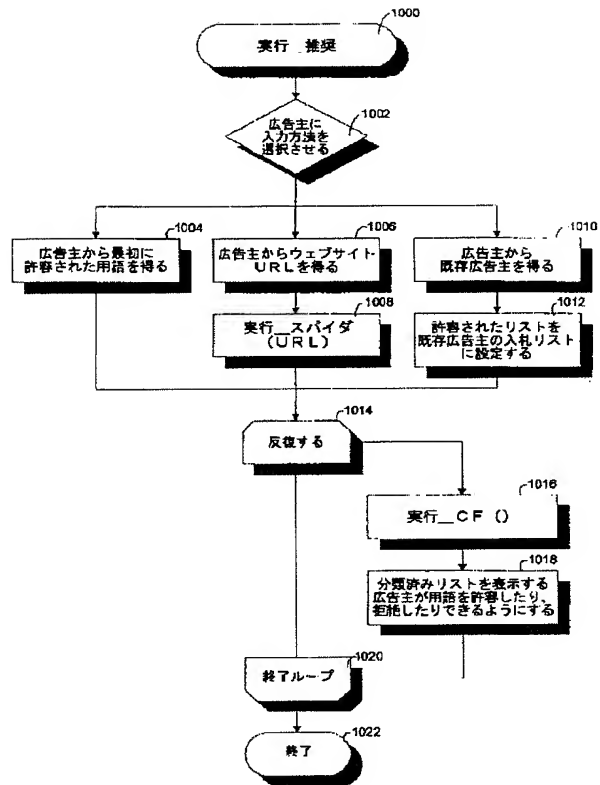 1000
実行__推奨
1002
広告主に
入力方法を
選択させる
1004
広告主から最初に
許容された用語を得る
1006
広告主からウェブサイト
URLを得る
1010
広告主から
既存広告主を得る
1008
実行__スパイダ
(URL)
1012
許容されたリストを
既存広告主の入札リスト
に設定する
1014
反復する
1016
実行__CF ()
1018
分類済みリストを表示する
広告主が用語を許容したり、
拒絶したりできるようにする
1020
終了ループ
1022
終了